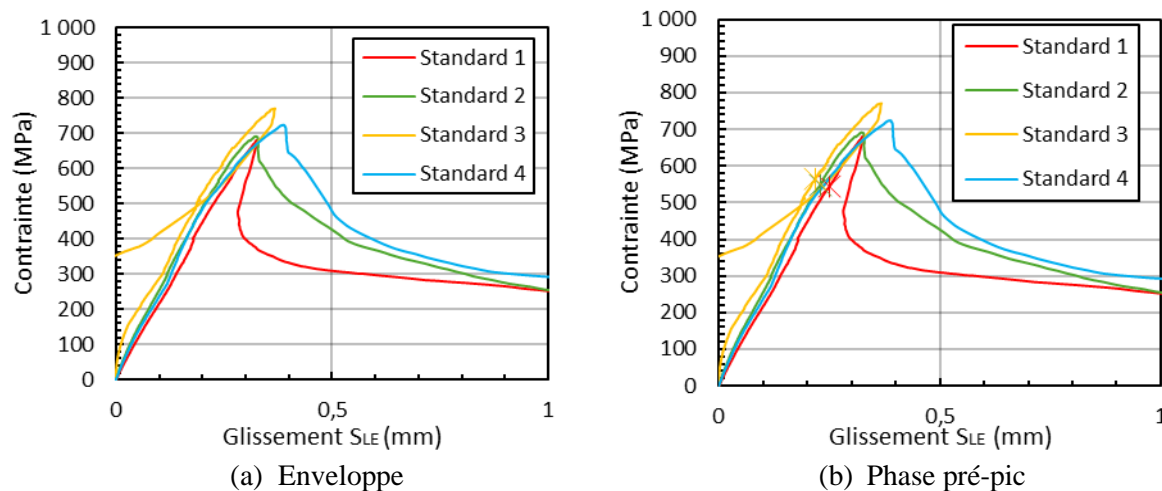 1 000
900
800
700
600
500
400
300
200
100
0
Contrainte (MPa)
Standard 1
Standard 2
Standard 3
Standard 4
0
0,5
1
Glissement SLE (mm)
(a) Enveloppe
1 000
900
800
700
600
500
400
300
200
100
0
Contrainte (MPa)
Standard 1
Standard 2
Standard 3
Standard 4
0
0,5
1
Glissement SLE (mm)
(b) Phase pré-pic